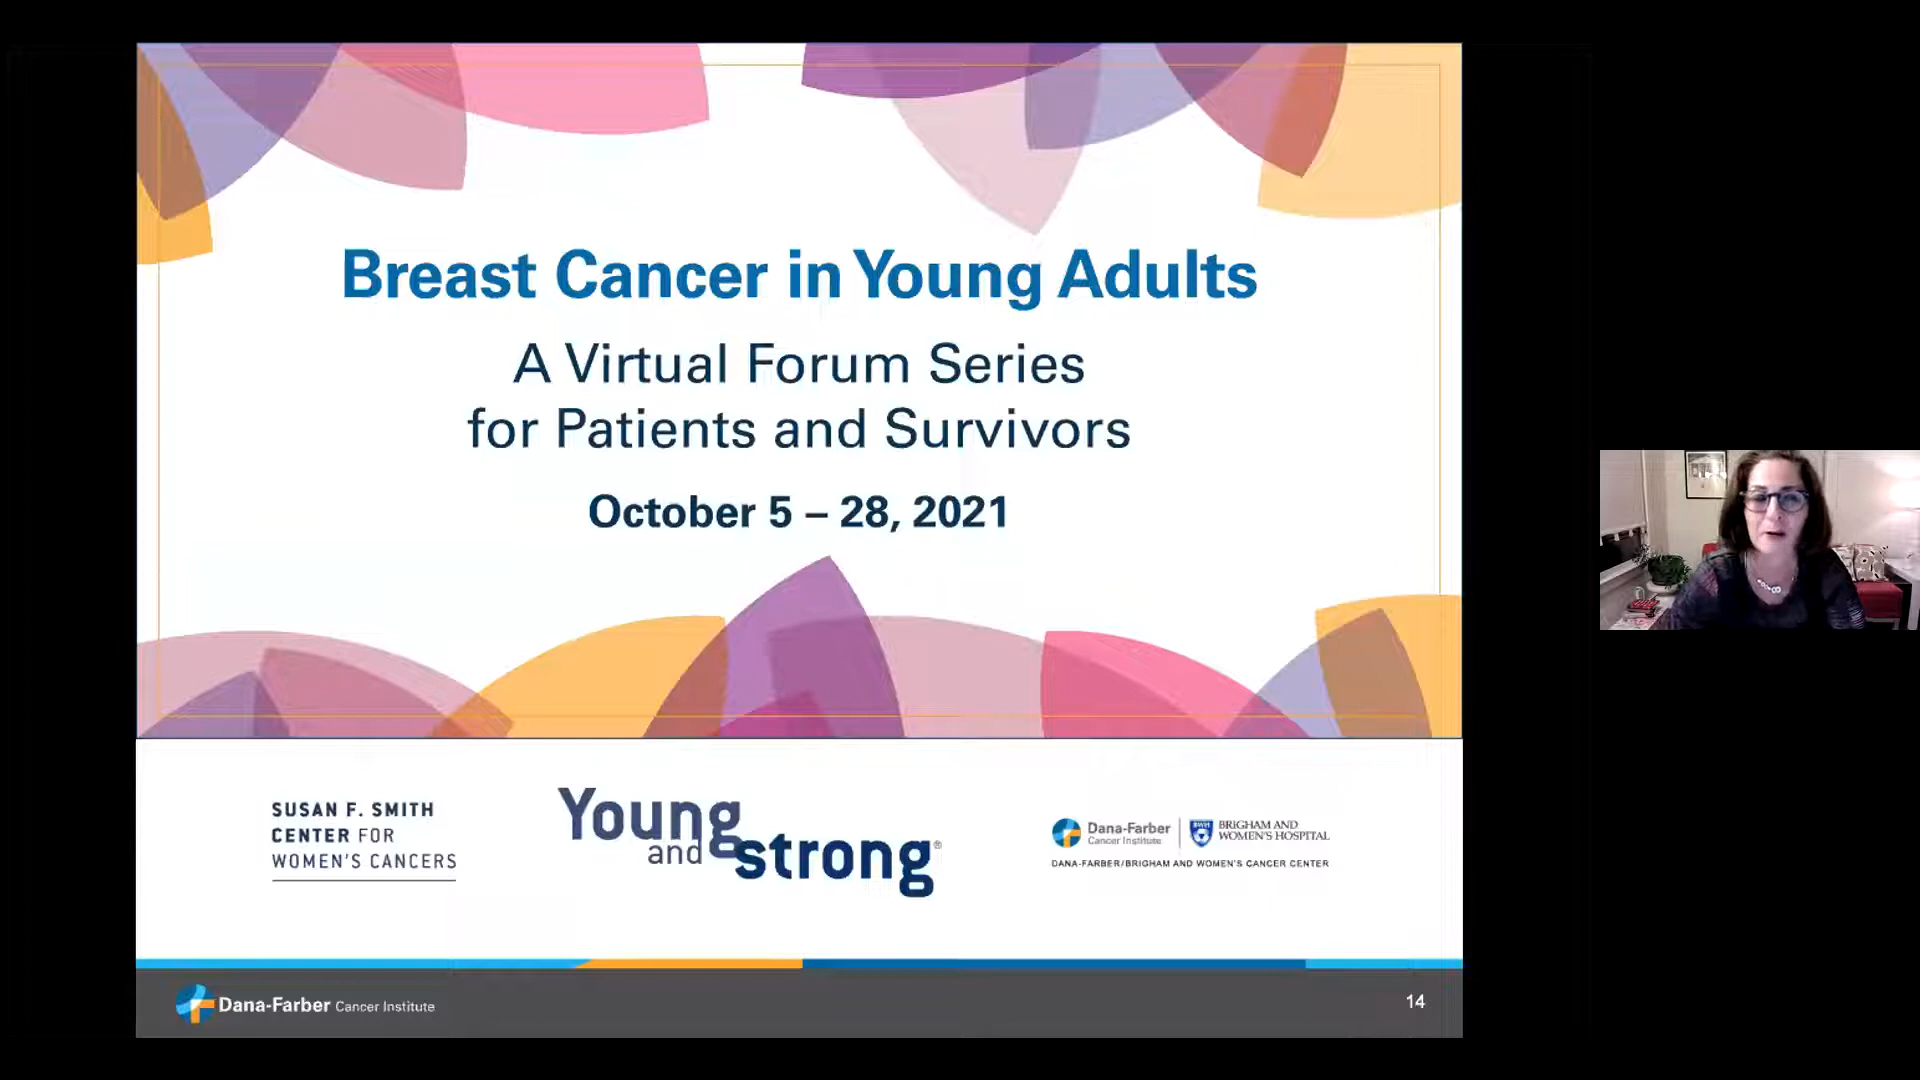 Breast Cancer in Young Adults
A Virtual Forum Series
for Patients and Survivors
October 5 – 28, 2021
SUSAN F. SMITH
CENTER FOR
WOMEN'S CANCERS
Young
and
strong®
Dana-Farber
Cancer Institute
BWH
BRIGHAM AND
WOMEN'S HOSPITAL
DANA-FARBER/BRIGHAM AND WOMEN'S CANCER CENTER
Dana-Farber Cancer Institute
14